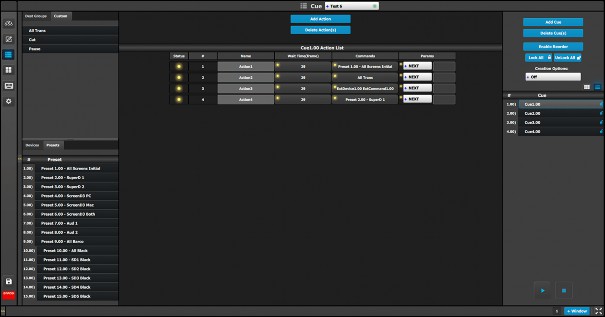 Cue
Test 6
Dest Groups
Custom
All Trans
Cut
Pause
Add Action
Delete Action(s)
Cue1.00 Action List
Status # Name Wait Time(frame) Commands Params
1 Action1 29 Preset 1.00 - All Screens Initial NEXT
2 Action2 29 All Trans NEXT
3 Action3 29 ExtDevice1.00 ExtCommand1.00 NEXT
4 Action4 29 Preset 2.00 - SuperD 1 NEXT
Add Cue
Delete Cue(s)
Enable Reorder
Lock All
UnLock All
Creation Options:
Off
# Cue
1.00) Cue1.00
2.00) Cue2.00
3.00) Cue3.00
4.00) Cue4.00
Devices
Presets
# Preset
1.00) Preset 1.00 - All Screens Initial
2.00) Preset 2.00 - SuperD 1
3.00) Preset 3.00 - SuperD 2
4.00) Preset 4.00 - Screen03 PC
5.00) Preset 5.00 - Screen03 Mac
6.00) Preset 6.00 - Screen03 Both
7.00) Preset 7.00 - Aud 1
8.00) Preset 8.00 - Aud 2
9.00) Preset 9.00 - All Barco
10.00) Preset 10.00 - All Black
11.00) Preset 11.00 - SD1 Black
12.00) Preset 12.00 - SD2 Black
13.00) Preset 13.00 - SD3 Black
14.00) Preset 14.00 - SD4 Black
15.00) Preset 15.00 - SD5 Black
+ Window